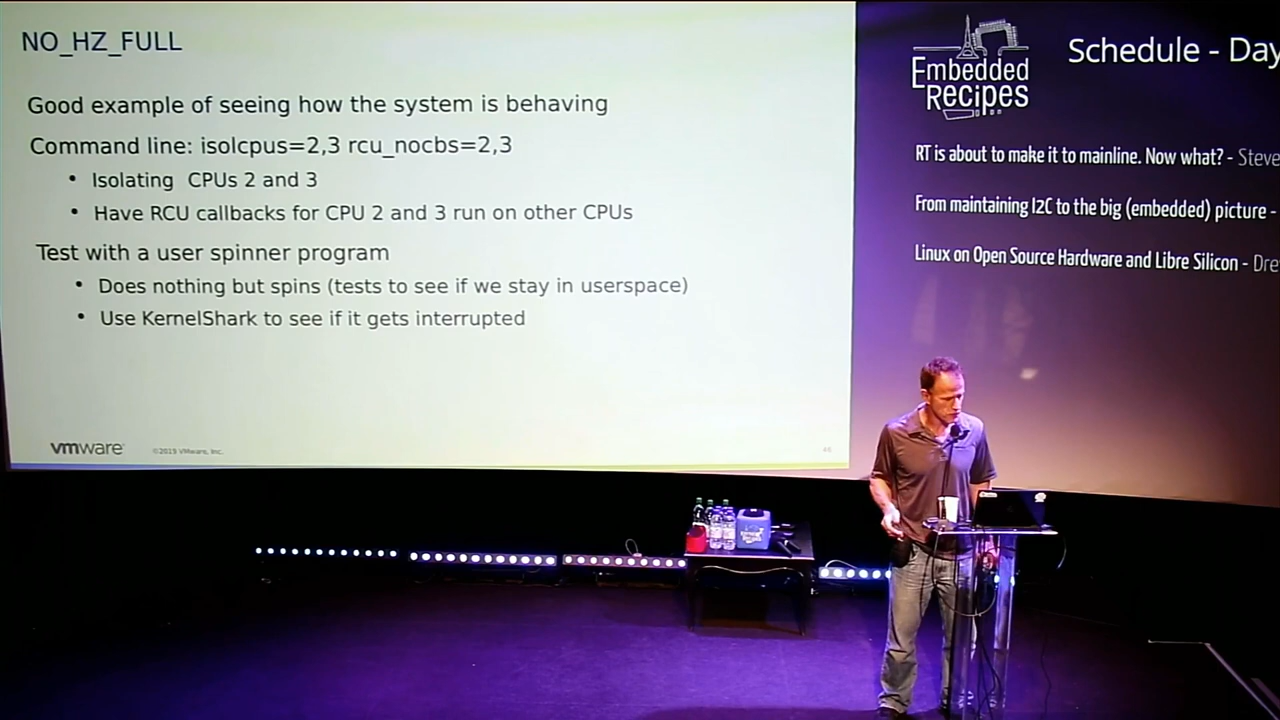 NO_HZ_FULL
Good example of seeing how the system is behaving
Command line: isolcpus=2,3 rcu_nocbs=2,3
• Isolating CPUs 2 and 3
• Have RCU callbacks for CPU 2 and 3 run on other CPUs
Test with a user spinner program
• Does nothing but spins (tests to see if we stay in userspace)
• Use KernelShark to see if it gets interrupted
vmware
©2019 VMware, Inc.
Embedded
Recipes
Schedule - Day
RT is about to make it to mainline. Now what? - Steve
From maintaining I2C to the big (embedded) picture -
Linux on Open Source Hardware and Libre Silicon - Dre